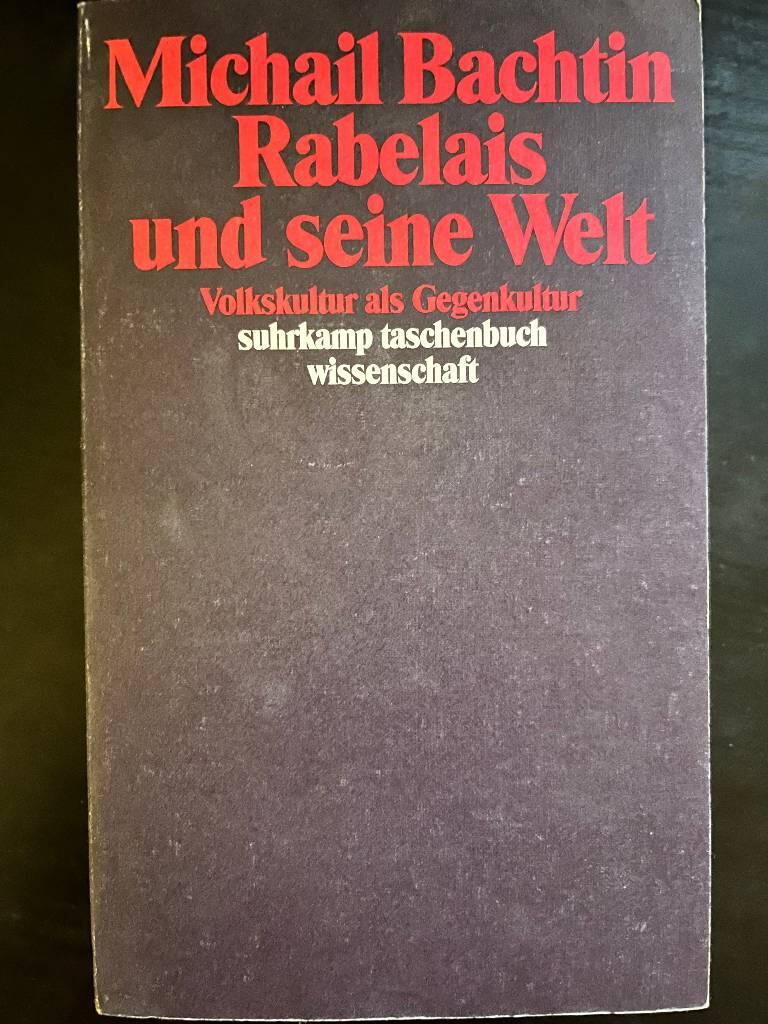 Michail Bachtin
Rabelais
und seine Welt
Volkskultur als Gegenkultur
suhrkamp taschenbuch
wissenschaft